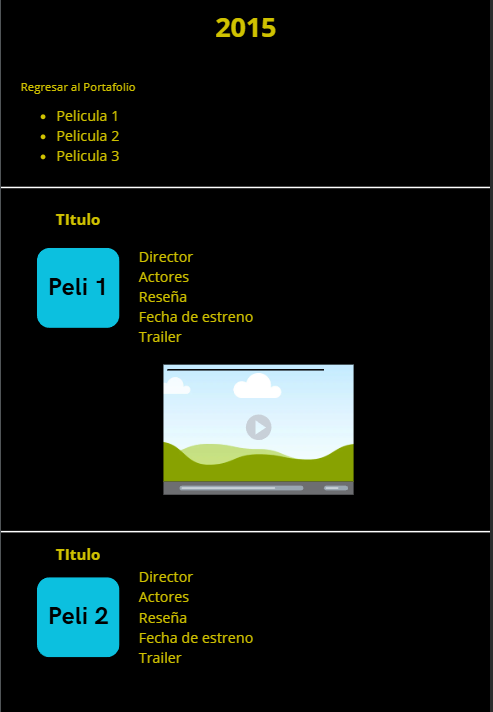 2015
Regresar al Portafolio
Pelicula 1
Pelicula 2
Pelicula 3
TItulo
Peli 1
Director
Actores
Reseña
Fecha de estreno
Trailer
TItulo
Peli 2
Director
Actores
Reseña
Fecha de estreno
Trailer